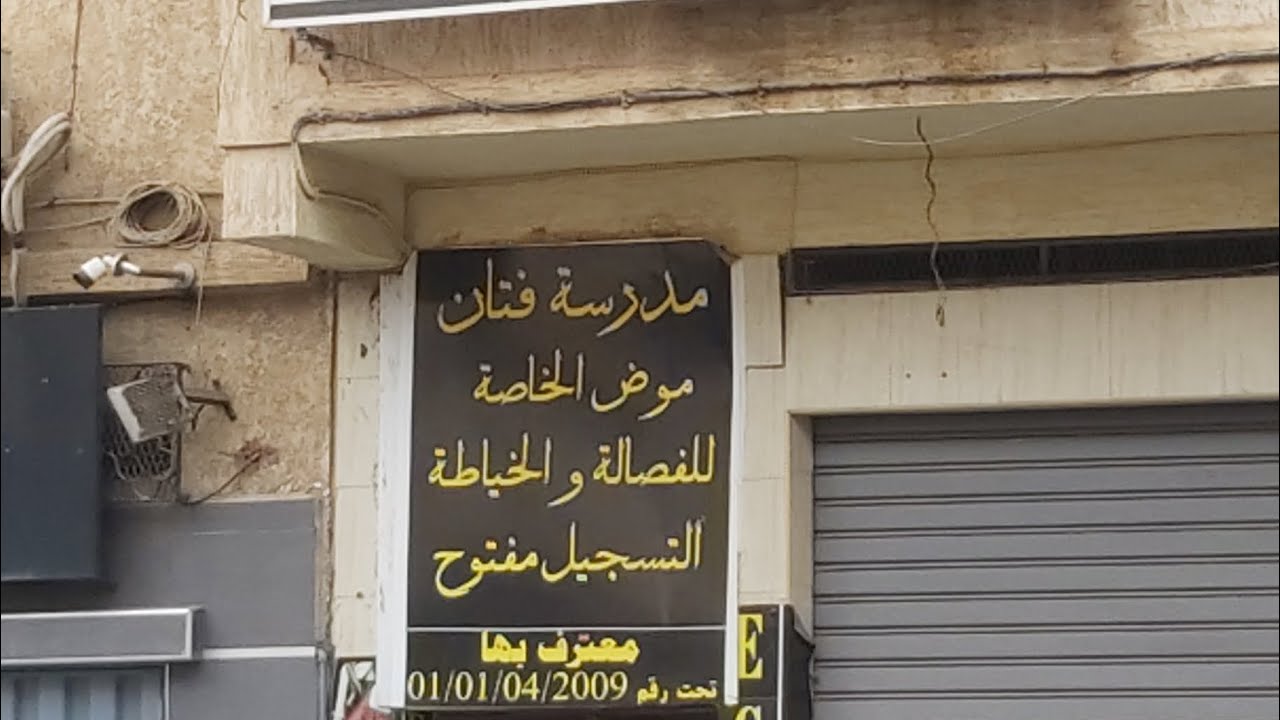 مدرسة فتان
موض الخاصة
للفصالة و الخياطة
التسجيل مفتوح
معترف بها
تحت رقم 01/01/04/2009
E